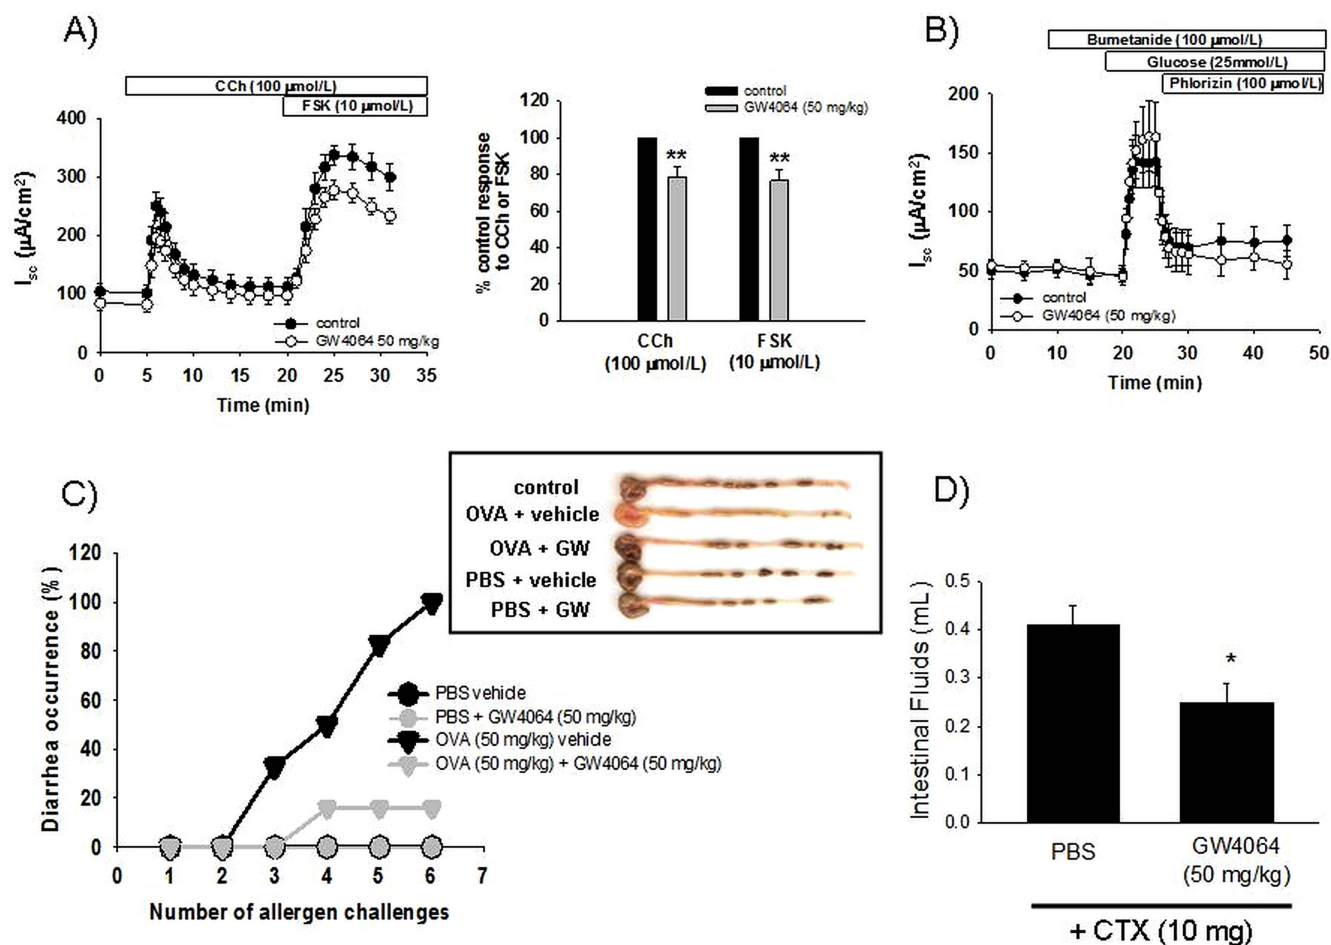 A)
CCh (100 µmol/L)
FSK (10 µmol/L)
400
300
200
100
0
I sc (µA/cm²)
control
GW4064 50 mg/kg
0 5 10 15 20 25 30 35
Time (min)
control
GW4064 (50 mg/kg)
120
100
80
60
40
20
0
% control response
to CCh or FSK
**
**
CCh
(100 µmol/L)
FSK
(10 µmol/L)
B)
Bumetanide (100 µmol/L)
Glucose (25mmol/L)
Phlorizin (100 µmol/L)
200
150
100
50
0
I sc (µA/cm²)
control
GW4064 (50 mg/kg)
0 10 20 30 40 50
Time (min)
C)
control
OVA + vehicle
OVA + GW
PBS + vehicle
PBS + GW
120
100
80
60
40
20
0
Diarrhea occurrence (%)
PBS vehicle
PBS + GW4064 (50 mg/kg)
OVA (50 mg/kg) vehicle
OVA (50 mg/kg) + GW4064 (50 mg/kg)
0 1 2 3 4 5 6 7
Number of allergen challenges
D)
0.5
0.4
0.3
0.2
0.1
0.0
Intestinal Fluids (mL)
*
PBS
GW4064
(50 mg/kg)
+ CTX (10 mg)